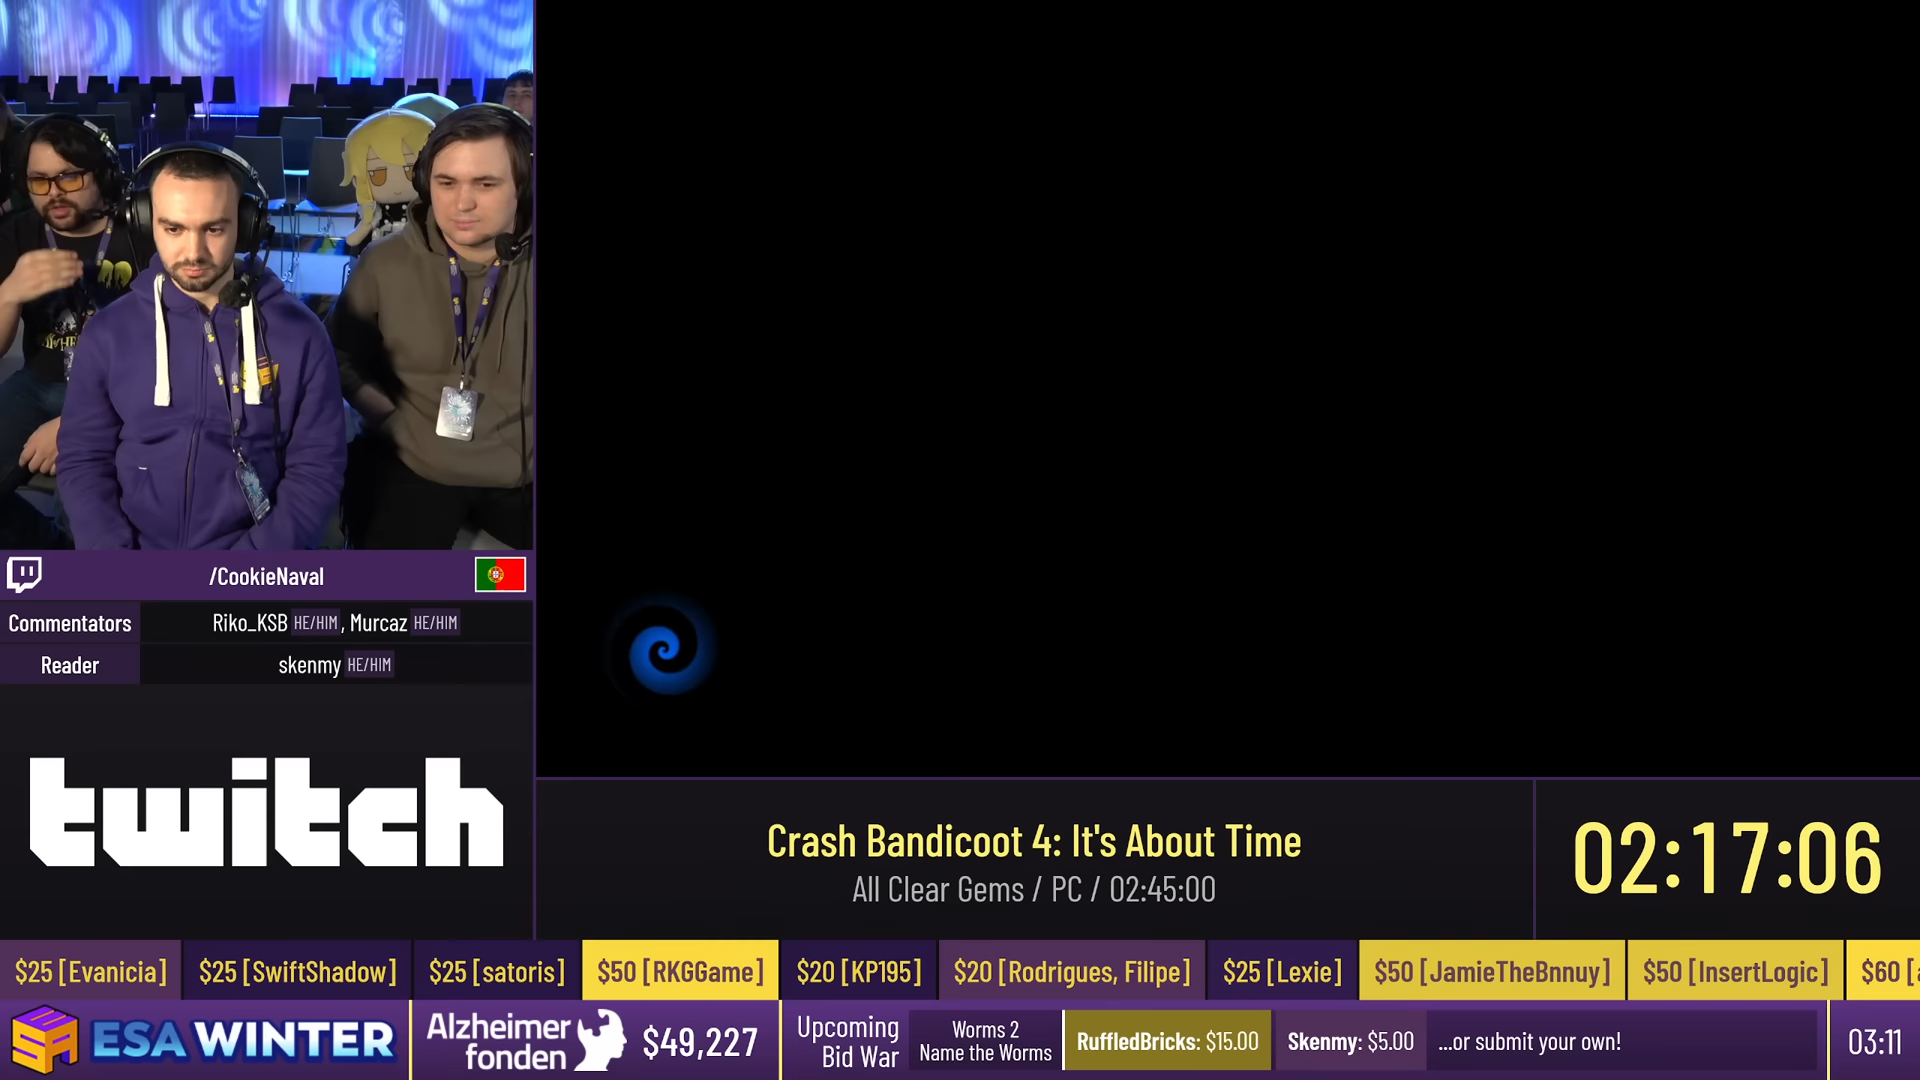 /CookieNaval
Commentators
Riko_KSB HE/HIM, Murcaz HE/HIM
Reader
skenmy HE/HIM
twitch
Crash Bandicoot 4: It's About Time
All Clear Gems / PC / 02:45:00
02:17:06
$25 [Evanicia]
$25 [SwiftShadow]
$25 [satoris]
$50 [RKGGame]
$20 [KP195]
$20 [Rodrigues, Filipe]
$25 [Lexie]
$50 [JamieTheBnnuy]
$50 [InsertLogic]
$60 [
ESA WINTER
Alzheimer
fonden
$49,227
Upcoming
Bid War
Worms 2
Name the Worms
RuffledBricks: $15.00
Skenmy: $5.00
...or submit your own!
03:11